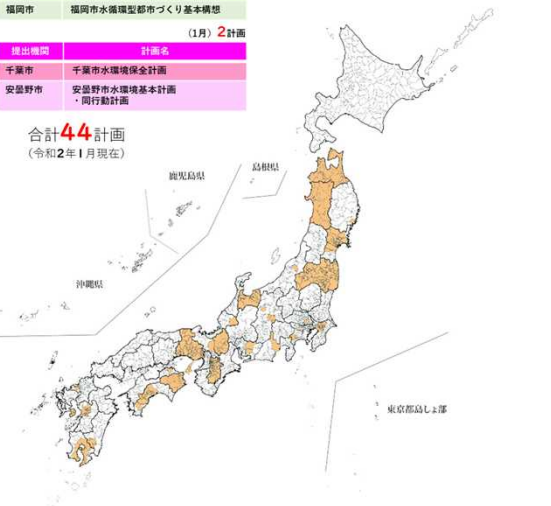 福岡市 福岡市水循環型都市づくり基本構想
（1月）2計画
提出機関 計画名
千葉市 千葉市水環境保全計画
安曇野市 安曇野市水環境基本計画
・同行動計画
合計44計画
（令和2年1月現在）
島根県
鹿児島県
沖縄県
東京都島しょ部